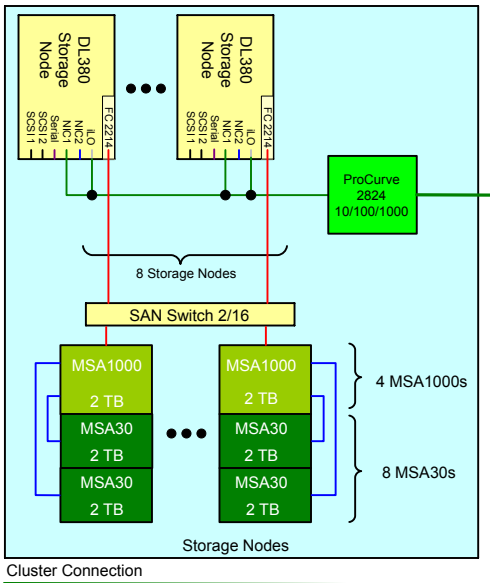 DL380
Storage
Node
SCSI 1
SCSI 2
Serial
NIC1
NIC2
iLO
FC 2214
DL380
Storage
Node
SCSI 1
SCSI 2
Serial
NIC1
NIC2
iLO
FC 2214
ProCurve
2824
10/100/1000
8 Storage Nodes
SAN Switch 2/16
MSA1000
2 TB
MSA30
2 TB
MSA30
2 TB
MSA1000
2 TB
MSA30
2 TB
MSA30
2 TB
4 MSA1000s
8 MSA30s
Storage Nodes
Cluster Connection